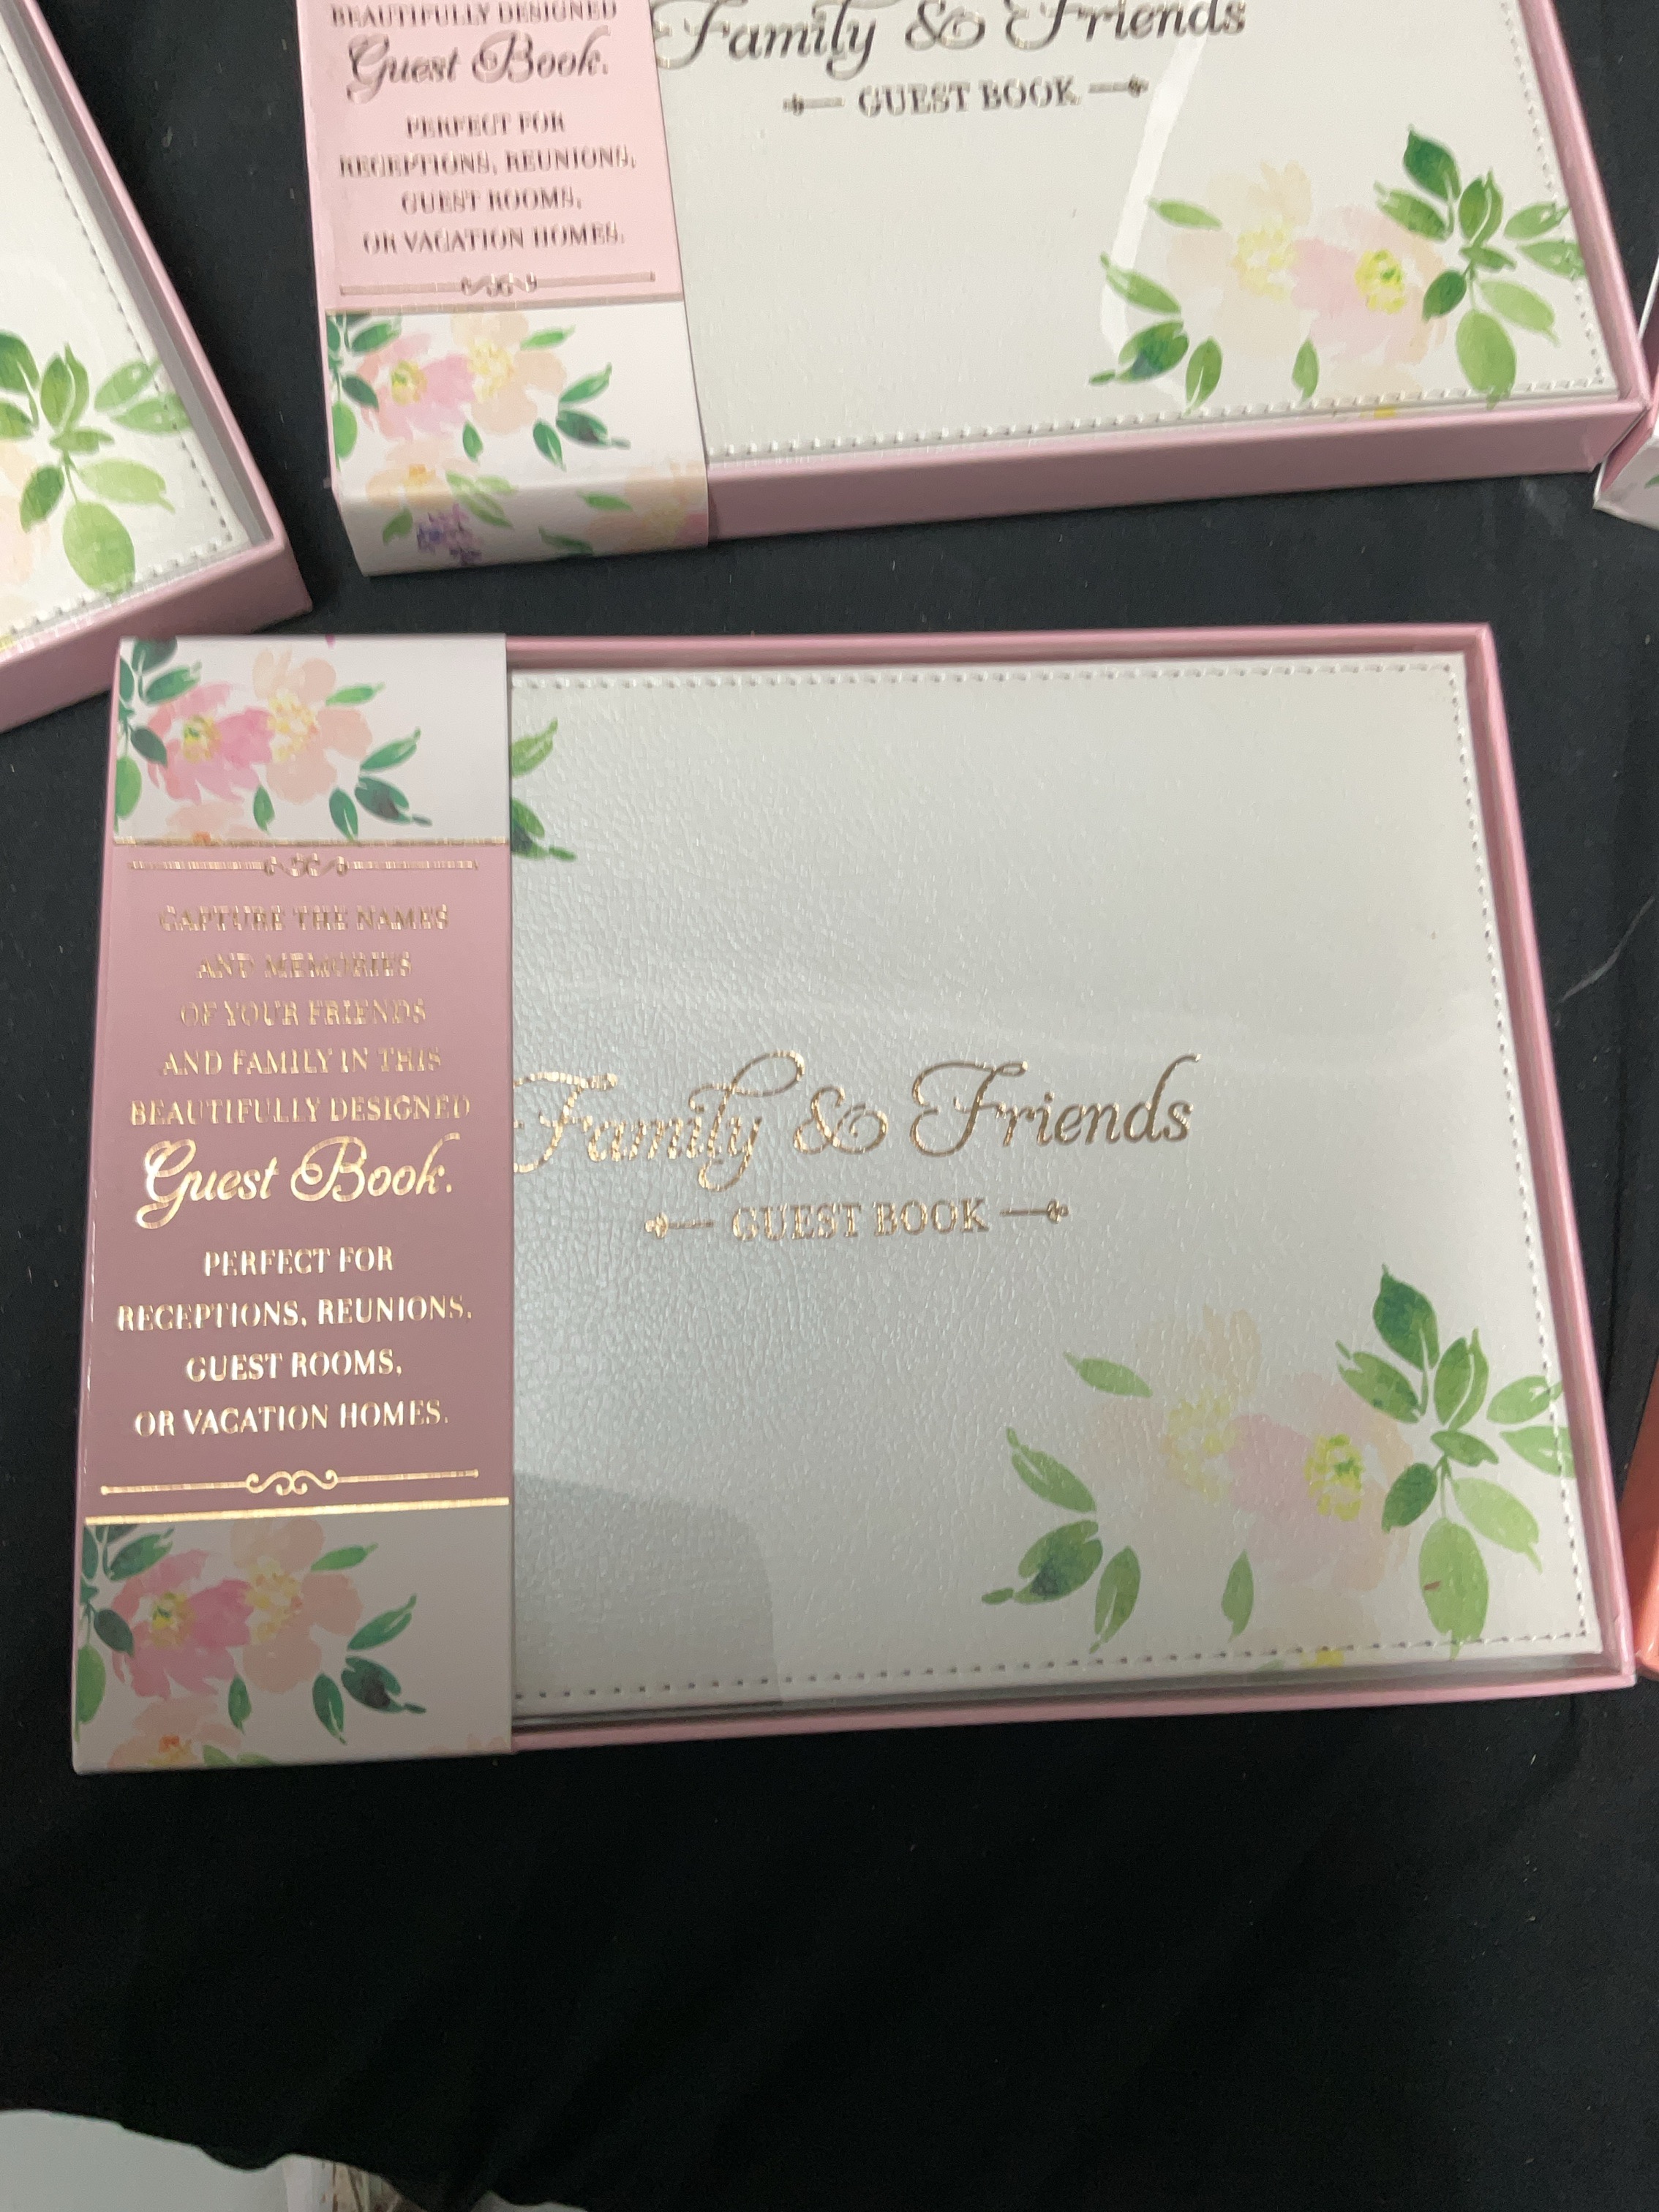 BEAUTIFULLY DESIGNED
Guest Book.
PERFECT FOR
RECEPTIONS, REUNIONS,
GUEST ROOMS,
OR VACATION HOMES.
Family & Friends
GUEST BOOK
CAPTURE THE NAMES
AND MEMORIES
OF YOUR FRIENDS
AND FAMILY IN THIS
BEAUTIFULLY DESIGNED
Guest Book.
PERFECT FOR
RECEPTIONS, REUNIONS,
GUEST ROOMS,
OR VACATION HOMES.
Family & Friends
GUEST BOOK